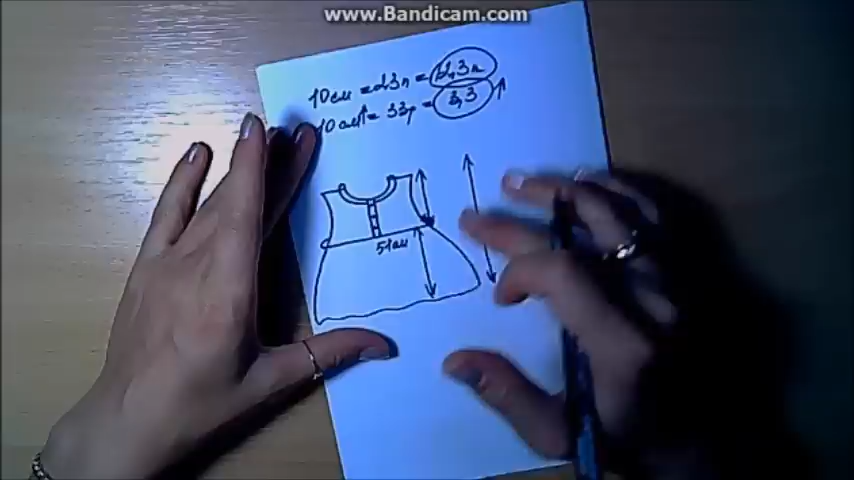 www.Bandicam.com
10см = 23п = 2,3п
10см↑ = 33р = 3,3 ↑
51см